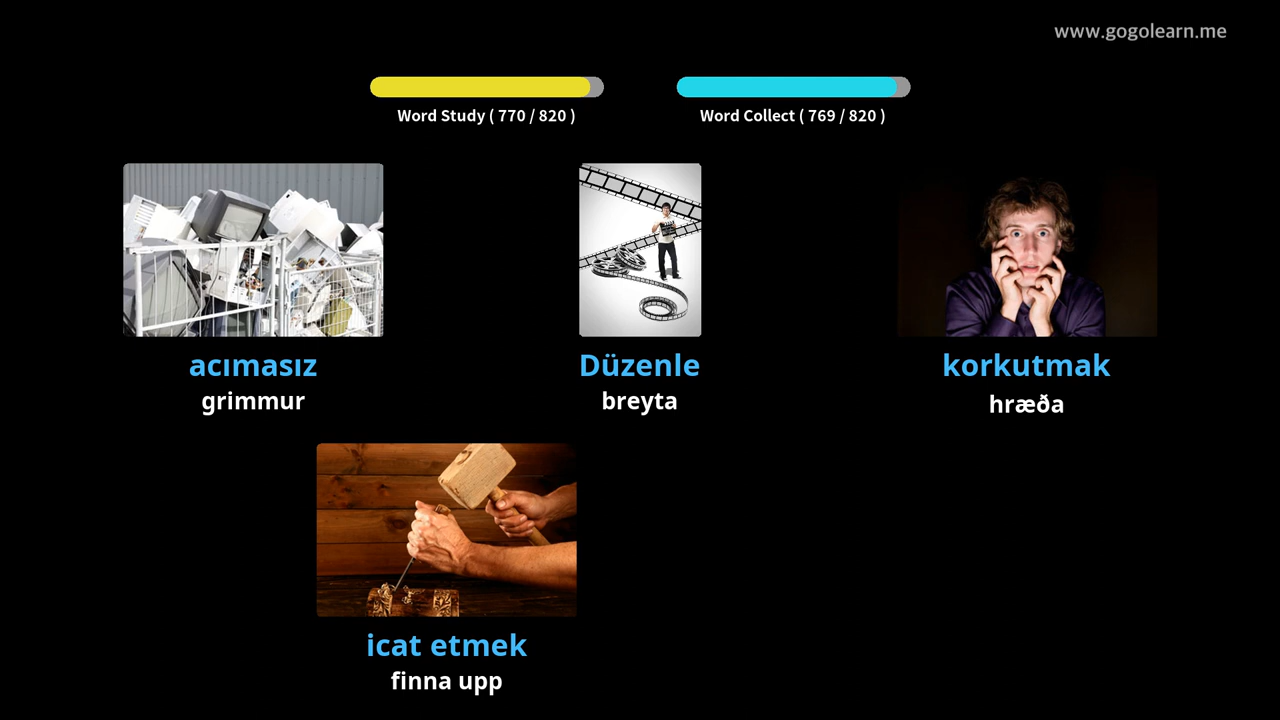 www.gogolearn.me
Word Study ( 770 / 820 )
Word Collect ( 769 / 820 )
acımasız
grimmur
Düzenle
breyta
korkutmak
hræða
icat etmek
finna upp